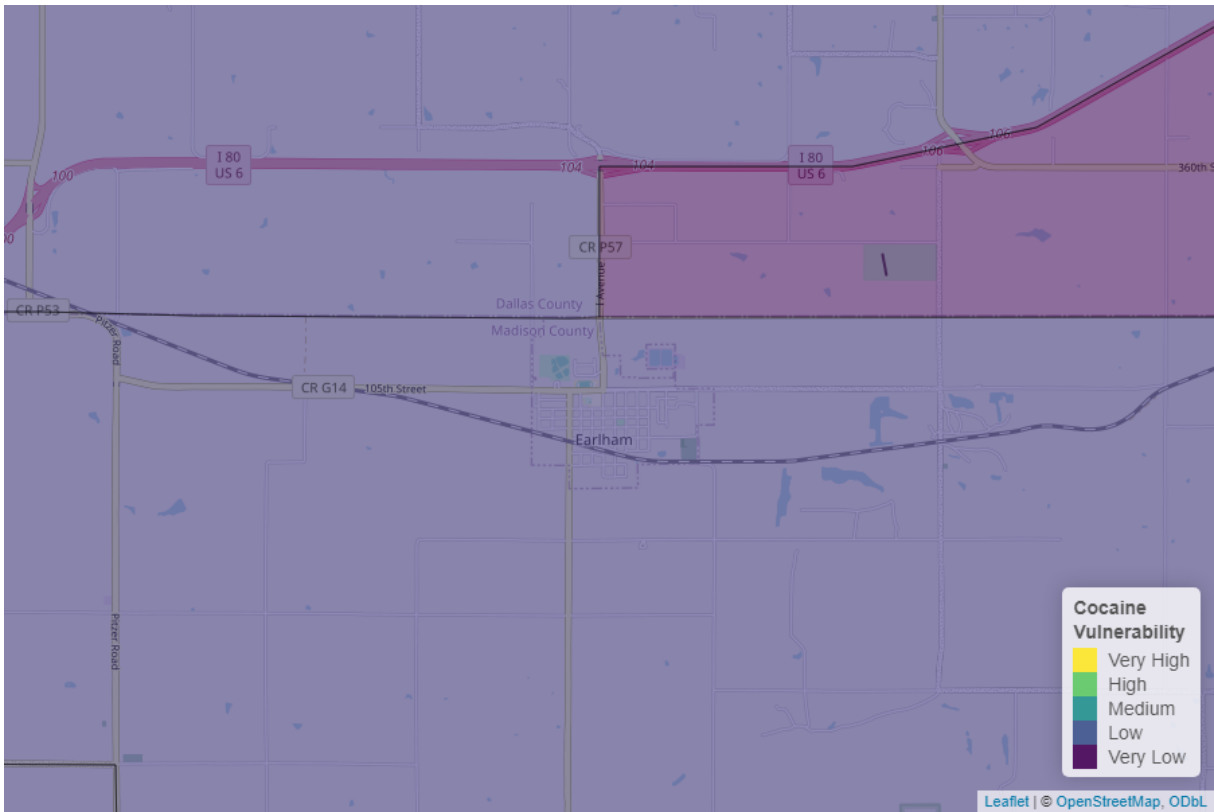 I 80
US 6
I 80
US 6
100
104
104
106
106
360th S
00
CR P57
I Avenue
Dallas County
Madison County
CR P53
Pitzer Road
CR G14
105th Street
Earlham
Pitzer Road
Cocaine
Vulnerability
Very High
High
Medium
Low
Very Low
Leaflet | © OpenStreetMap, ODbL